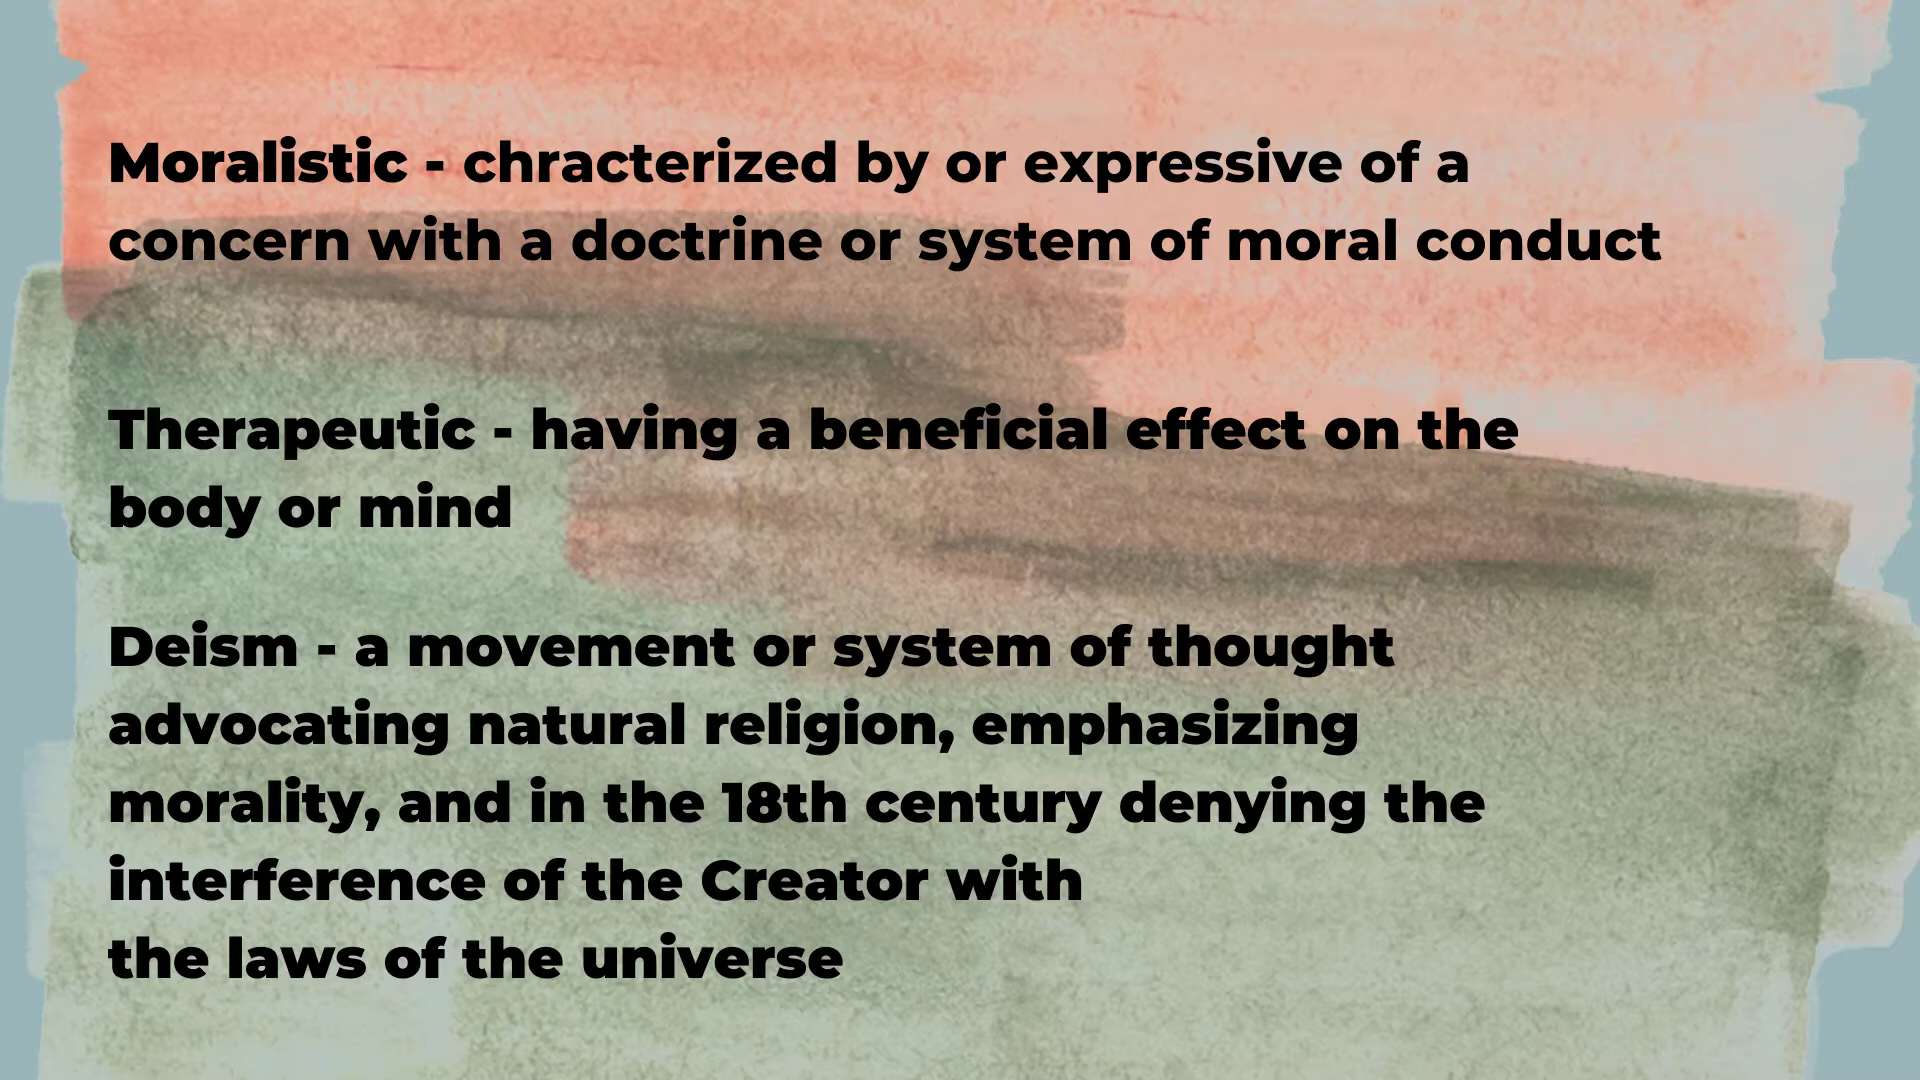 Moralistic - chracterized by or expressive of a
concern with a doctrine or system of moral conduct
Therapeutic - having a beneficial effect on the
body or mind
Deism - a movement or system of thought
advocating natural religion, emphasizing
morality, and in the 18th century denying the
interference of the Creator with
the laws of the universe